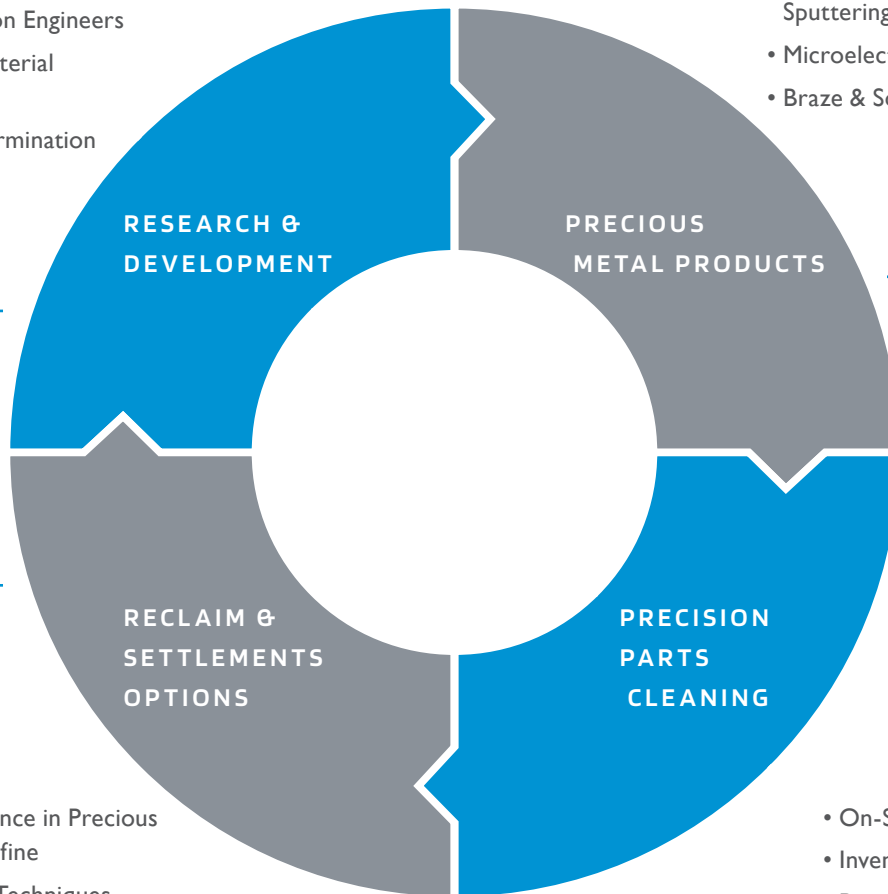 on Engineers
terial
rmination
Sputtering
• Microelec
• Braze & S
RESEARCH &
DEVELOPMENT
PRECIOUS
METAL PRODUCTS
RECLAIM &
SETTLEMENTS
OPTIONS
PRECISION
PARTS
CLEANING
nce in Precious
fine
Techniques
• On-S
• Inver